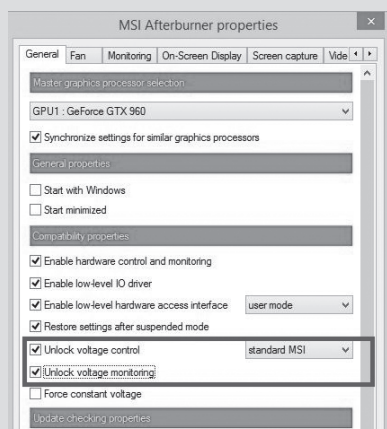 MSI Afterburner properties
General Fan Monitoring On-Screen Display Screen capture Vide
Master graphics processor selection
GPU1 : GeForce GTX 960
Synchronize settings for similar graphics processors
General properties
Start with Windows
Start minimized
Compatibility properties
Enable hardware control and monitoring
Enable low-level IO driver
Enable low-level hardware access interface user mode
Restore settings after suspended mode
Unlock voltage control standard MSI
Unlock voltage monitoring
Force constant voltage
Update checking properties